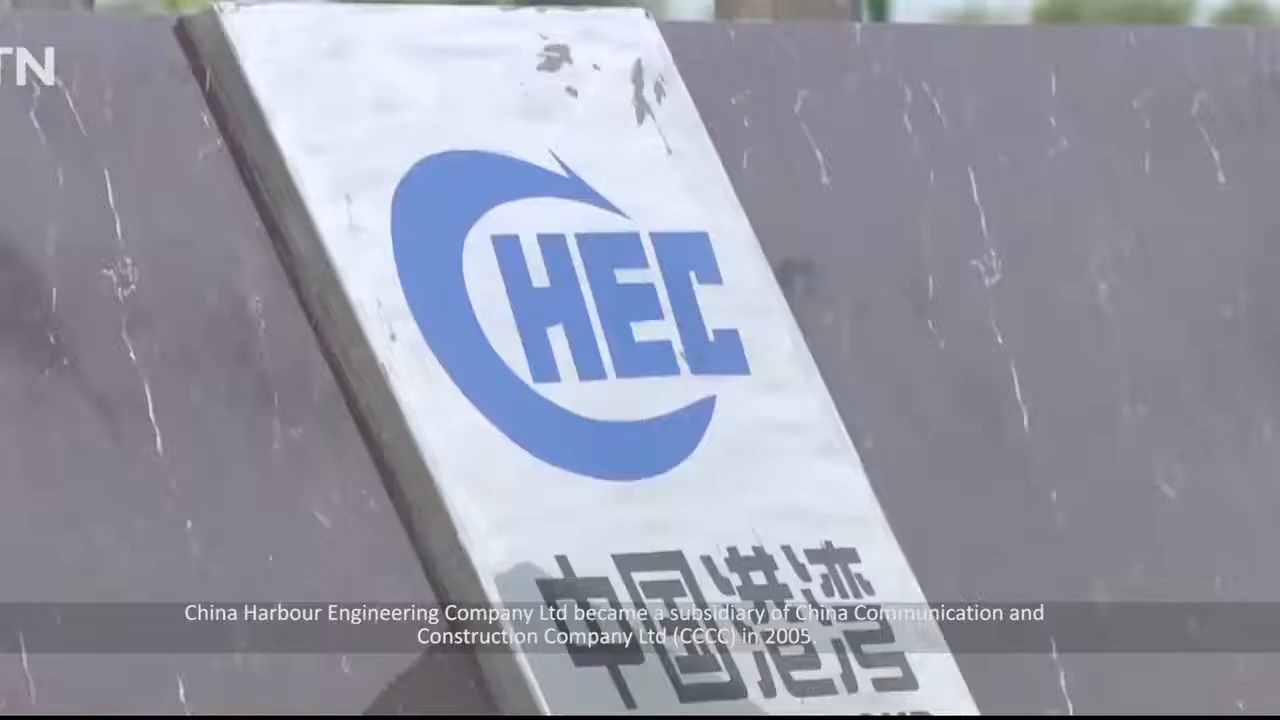 TN
CHEC
中国港湾
China Harbour Engineering Company Ltd became a subsidiary of China Communication and
Construction Company Ltd (CCCC) in 2005.